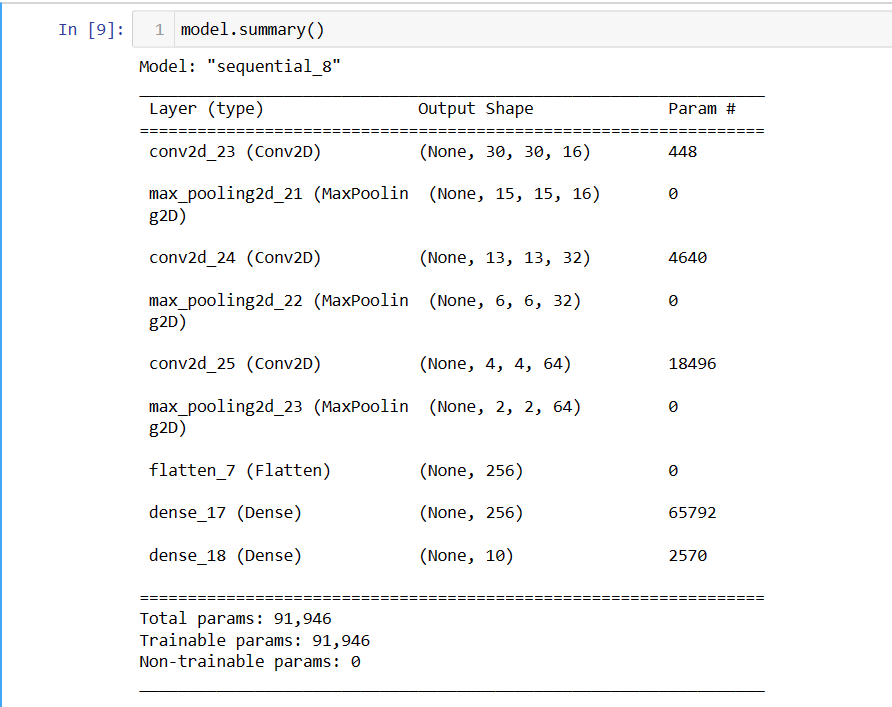 In [9]: 1 model.summary()
Model: "sequential_8"
Layer (type) Output Shape Param #
conv2d_23 (Conv2D) (None, 30, 30, 16) 448
max_pooling2d_21 (MaxPoolin (None, 15, 15, 16) 0
g2D)
conv2d_24 (Conv2D) (None, 13, 13, 32) 4640
max_pooling2d_22 (MaxPoolin (None, 6, 6, 32) 0
g2D)
conv2d_25 (Conv2D) (None, 4, 4, 64) 18496
max_pooling2d_23 (MaxPoolin (None, 2, 2, 64) 0
g2D)
flatten_7 (Flatten) (None, 256) 0
dense_17 (Dense) (None, 256) 65792
dense_18 (Dense) (None, 10) 2570
Total params: 91,946
Trainable params: 91,946
Non-trainable params: 0